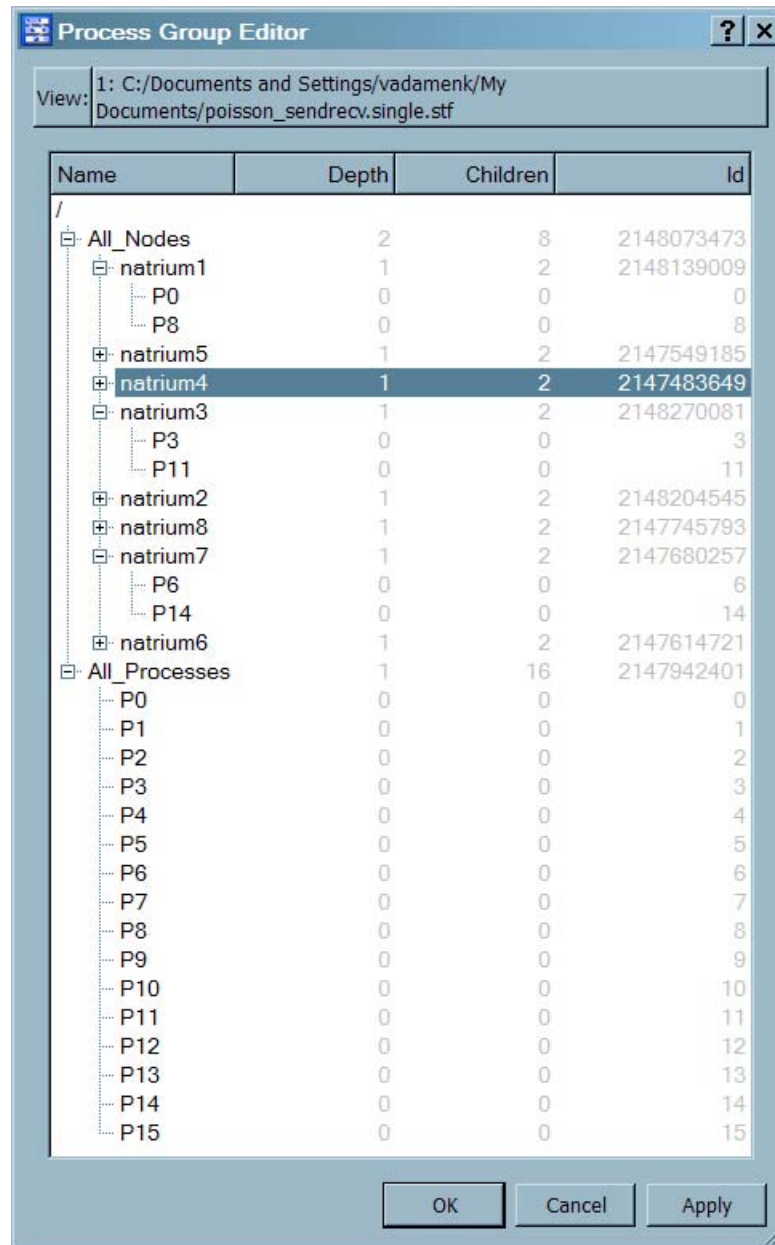 Process Group Editor ? ×
View: 1: C:/Documents and Settings/vadamenk/My
Documents/poisson_sendrecv.single.stf
Name Depth Children Id
/
All_Nodes 2 8 2148073473
natrium1 1 2 2148139009
P0 0 0 0
P8 0 0 8
natrium5 1 2 2147549185
natrium4 1 2 2147483649
natrium3 1 2 2148270081
P3 0 0 3
P11 0 0 11
natrium2 1 2 2148204545
natrium8 1 2 2147745793
natrium7 1 2 2147680257
P6 0 0 6
P14 0 0 14
natrium6 1 2 2147614721
All_Processes 1 16 2147942401
P0 0 0 0
P1 0 0 1
P2 0 0 2
P3 0 0 3
P4 0 0 4
P5 0 0 5
P6 0 0 6
P7 0 0 7
P8 0 0 8
P9 0 0 9
P10 0 0 10
P11 0 0 11
P12 0 0 12
P13 0 0 13
P14 0 0 14
P15 0 0 15
OK Cancel Apply